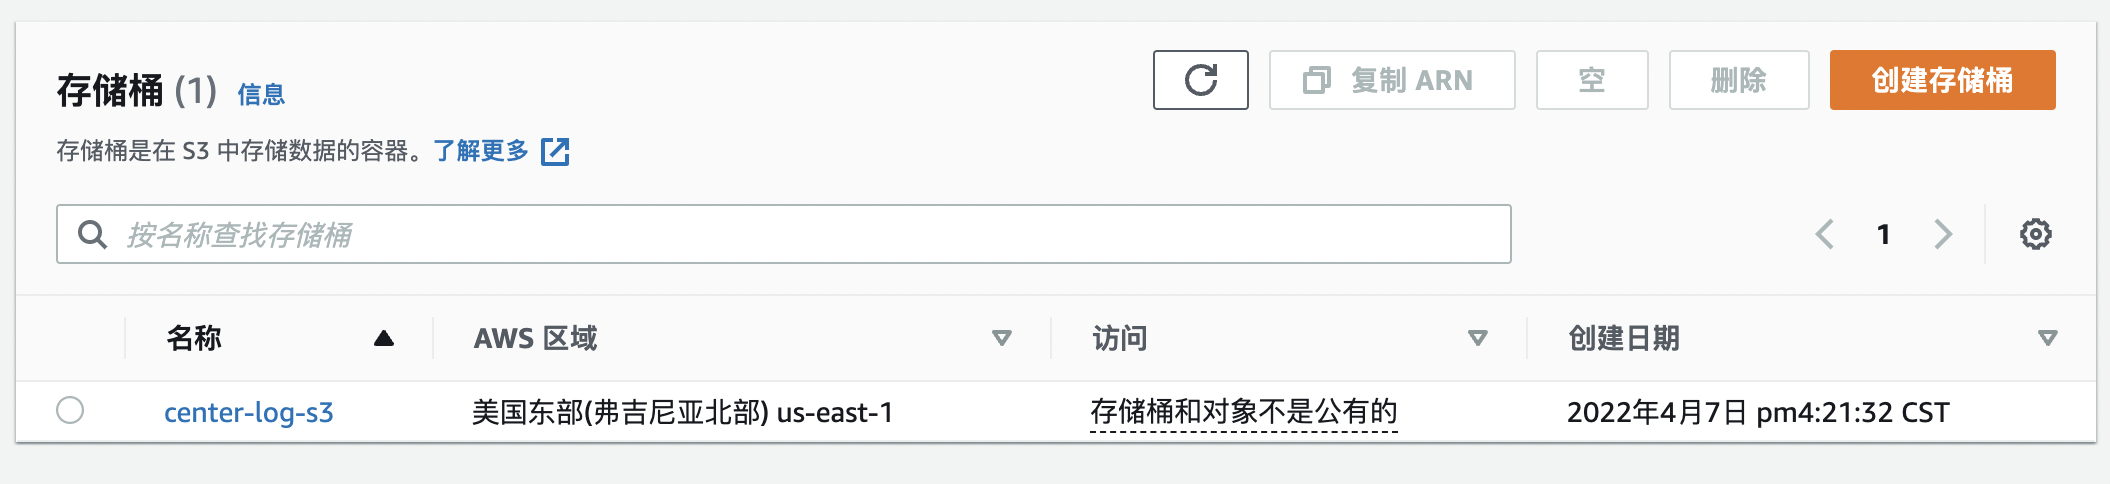 存储桶 (1) 信息
复制 ARN
空
删除
创建存储桶
存储桶是在 S3 中存储数据的容器。了解更多
按名称查找存储桶
1
名称 AWS 区域 访问 创建日期
center-log-s3 美国东部(弗吉尼亚北部) us-east-1 存储桶和对象不是公有的 2022年4月7日 pm4:21:32 CST